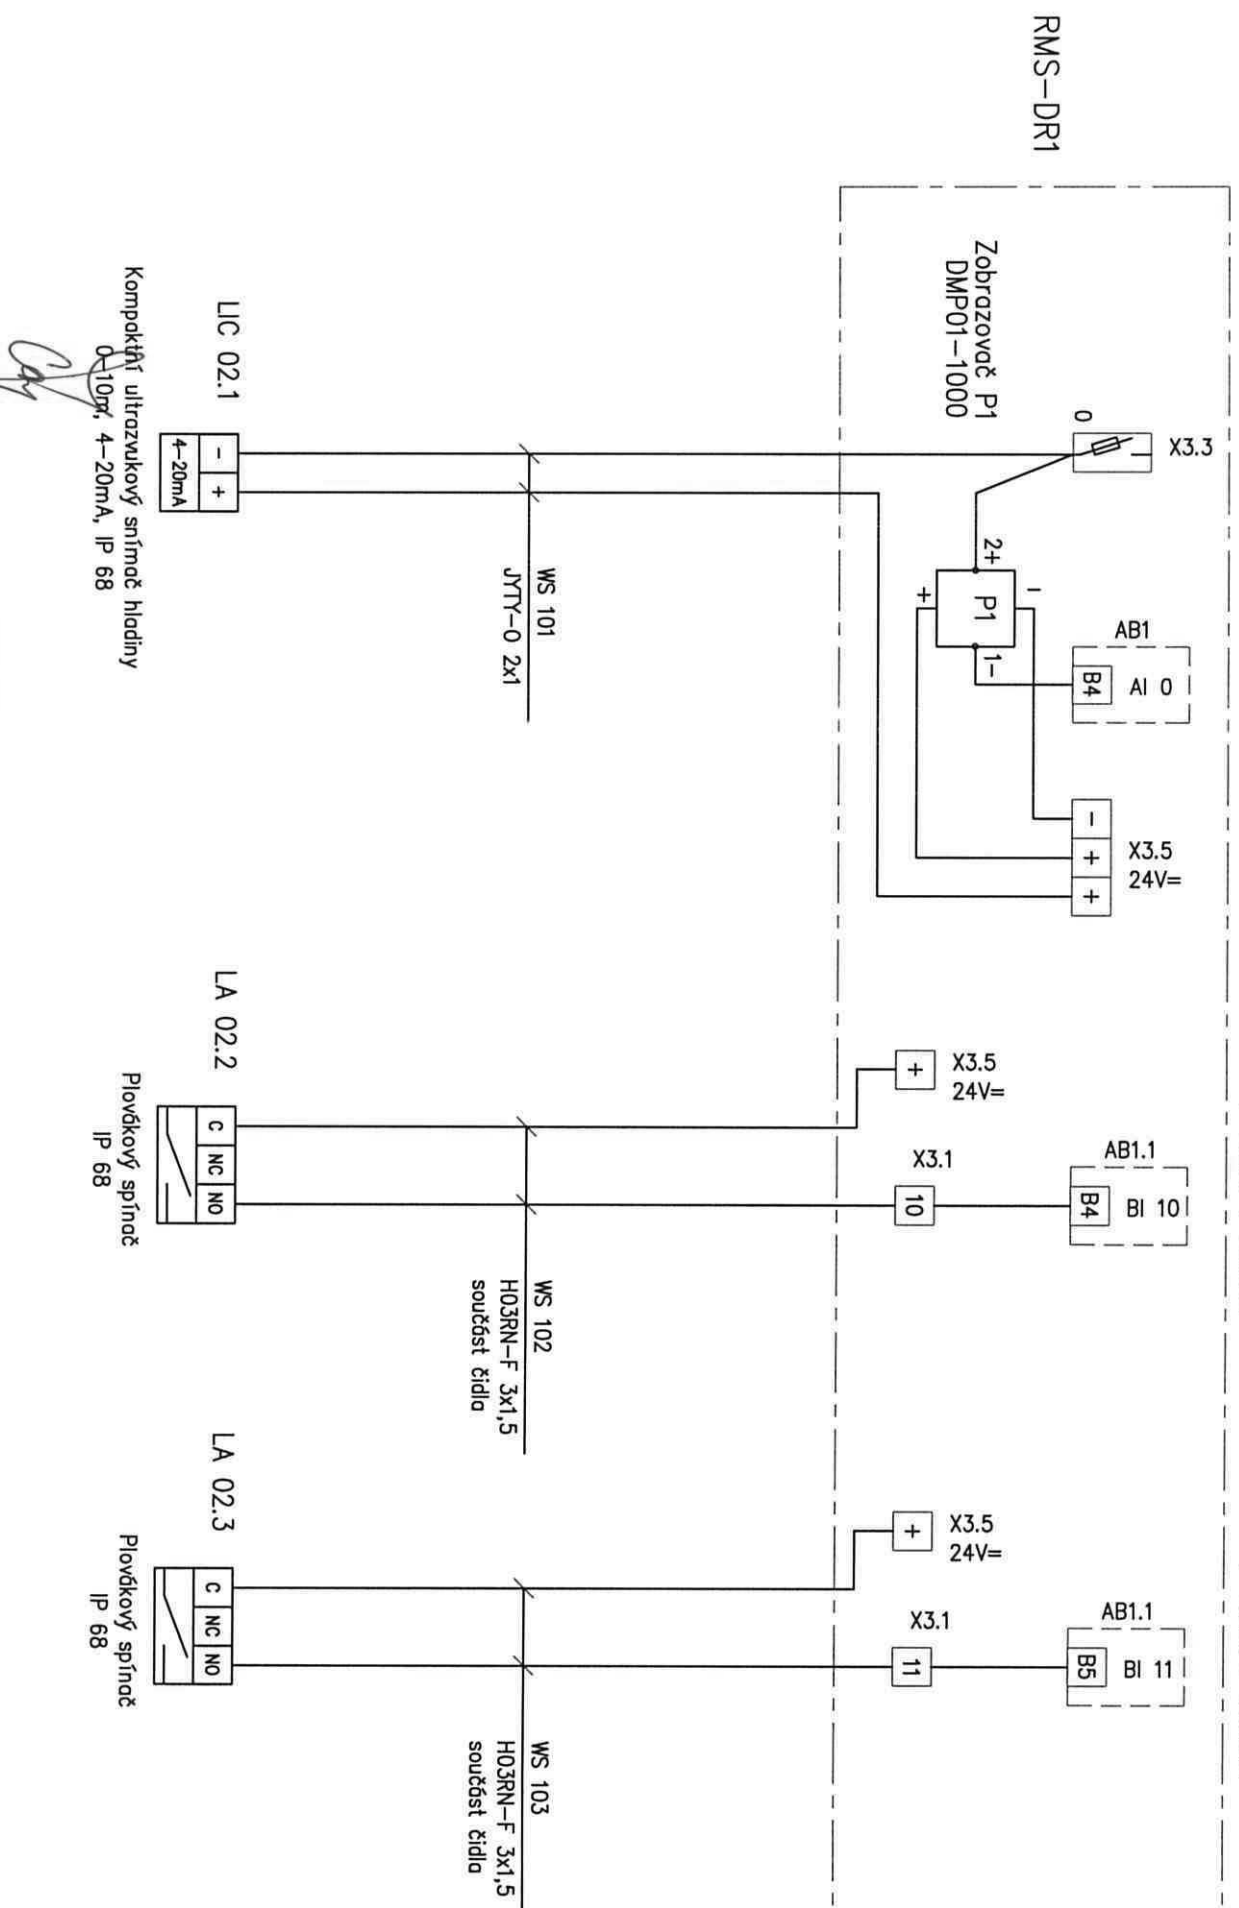 RMS-DR1
X3.3
0
Zobrazovač P1
DMP01-1000
2+
P1
1-
-
+
AB1
B4
AI 0
-
+
+
X3.5
24V=
WS 101
JYTY-O 2x1
LIC 02.1
-
+
4-20mA
Kompaktní ultrazvukový snímač hladiny
0-10m, 4-20mA, IP 68
X3.5
24V=
+
AB1.1
B4
BI 10
X3.1
10
WS 102
H03RN-F 3x1,5
součást čidla
LA 02.2
C
NC
NO
Plovákový spínač
IP 68
X3.5
24V=
+
AB1.1
B5
BI 11
X3.1
11
WS 103
H03RN-F 3x1,5
součást čidla
LA 02.3
C
NC
NO
Plovákový spínač
IP 68